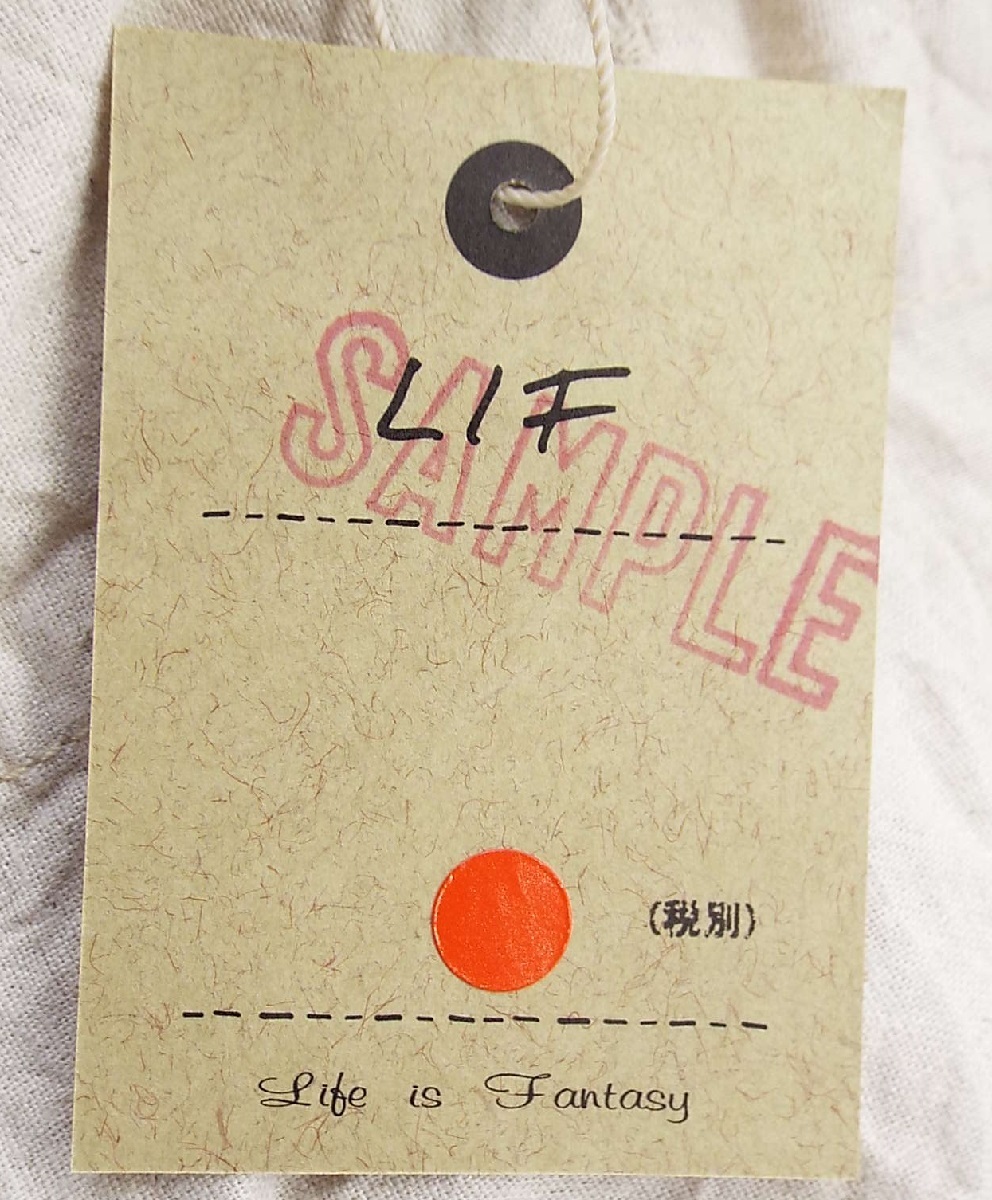 LIF
SAMPLE
(税別)
Life is Fantasy